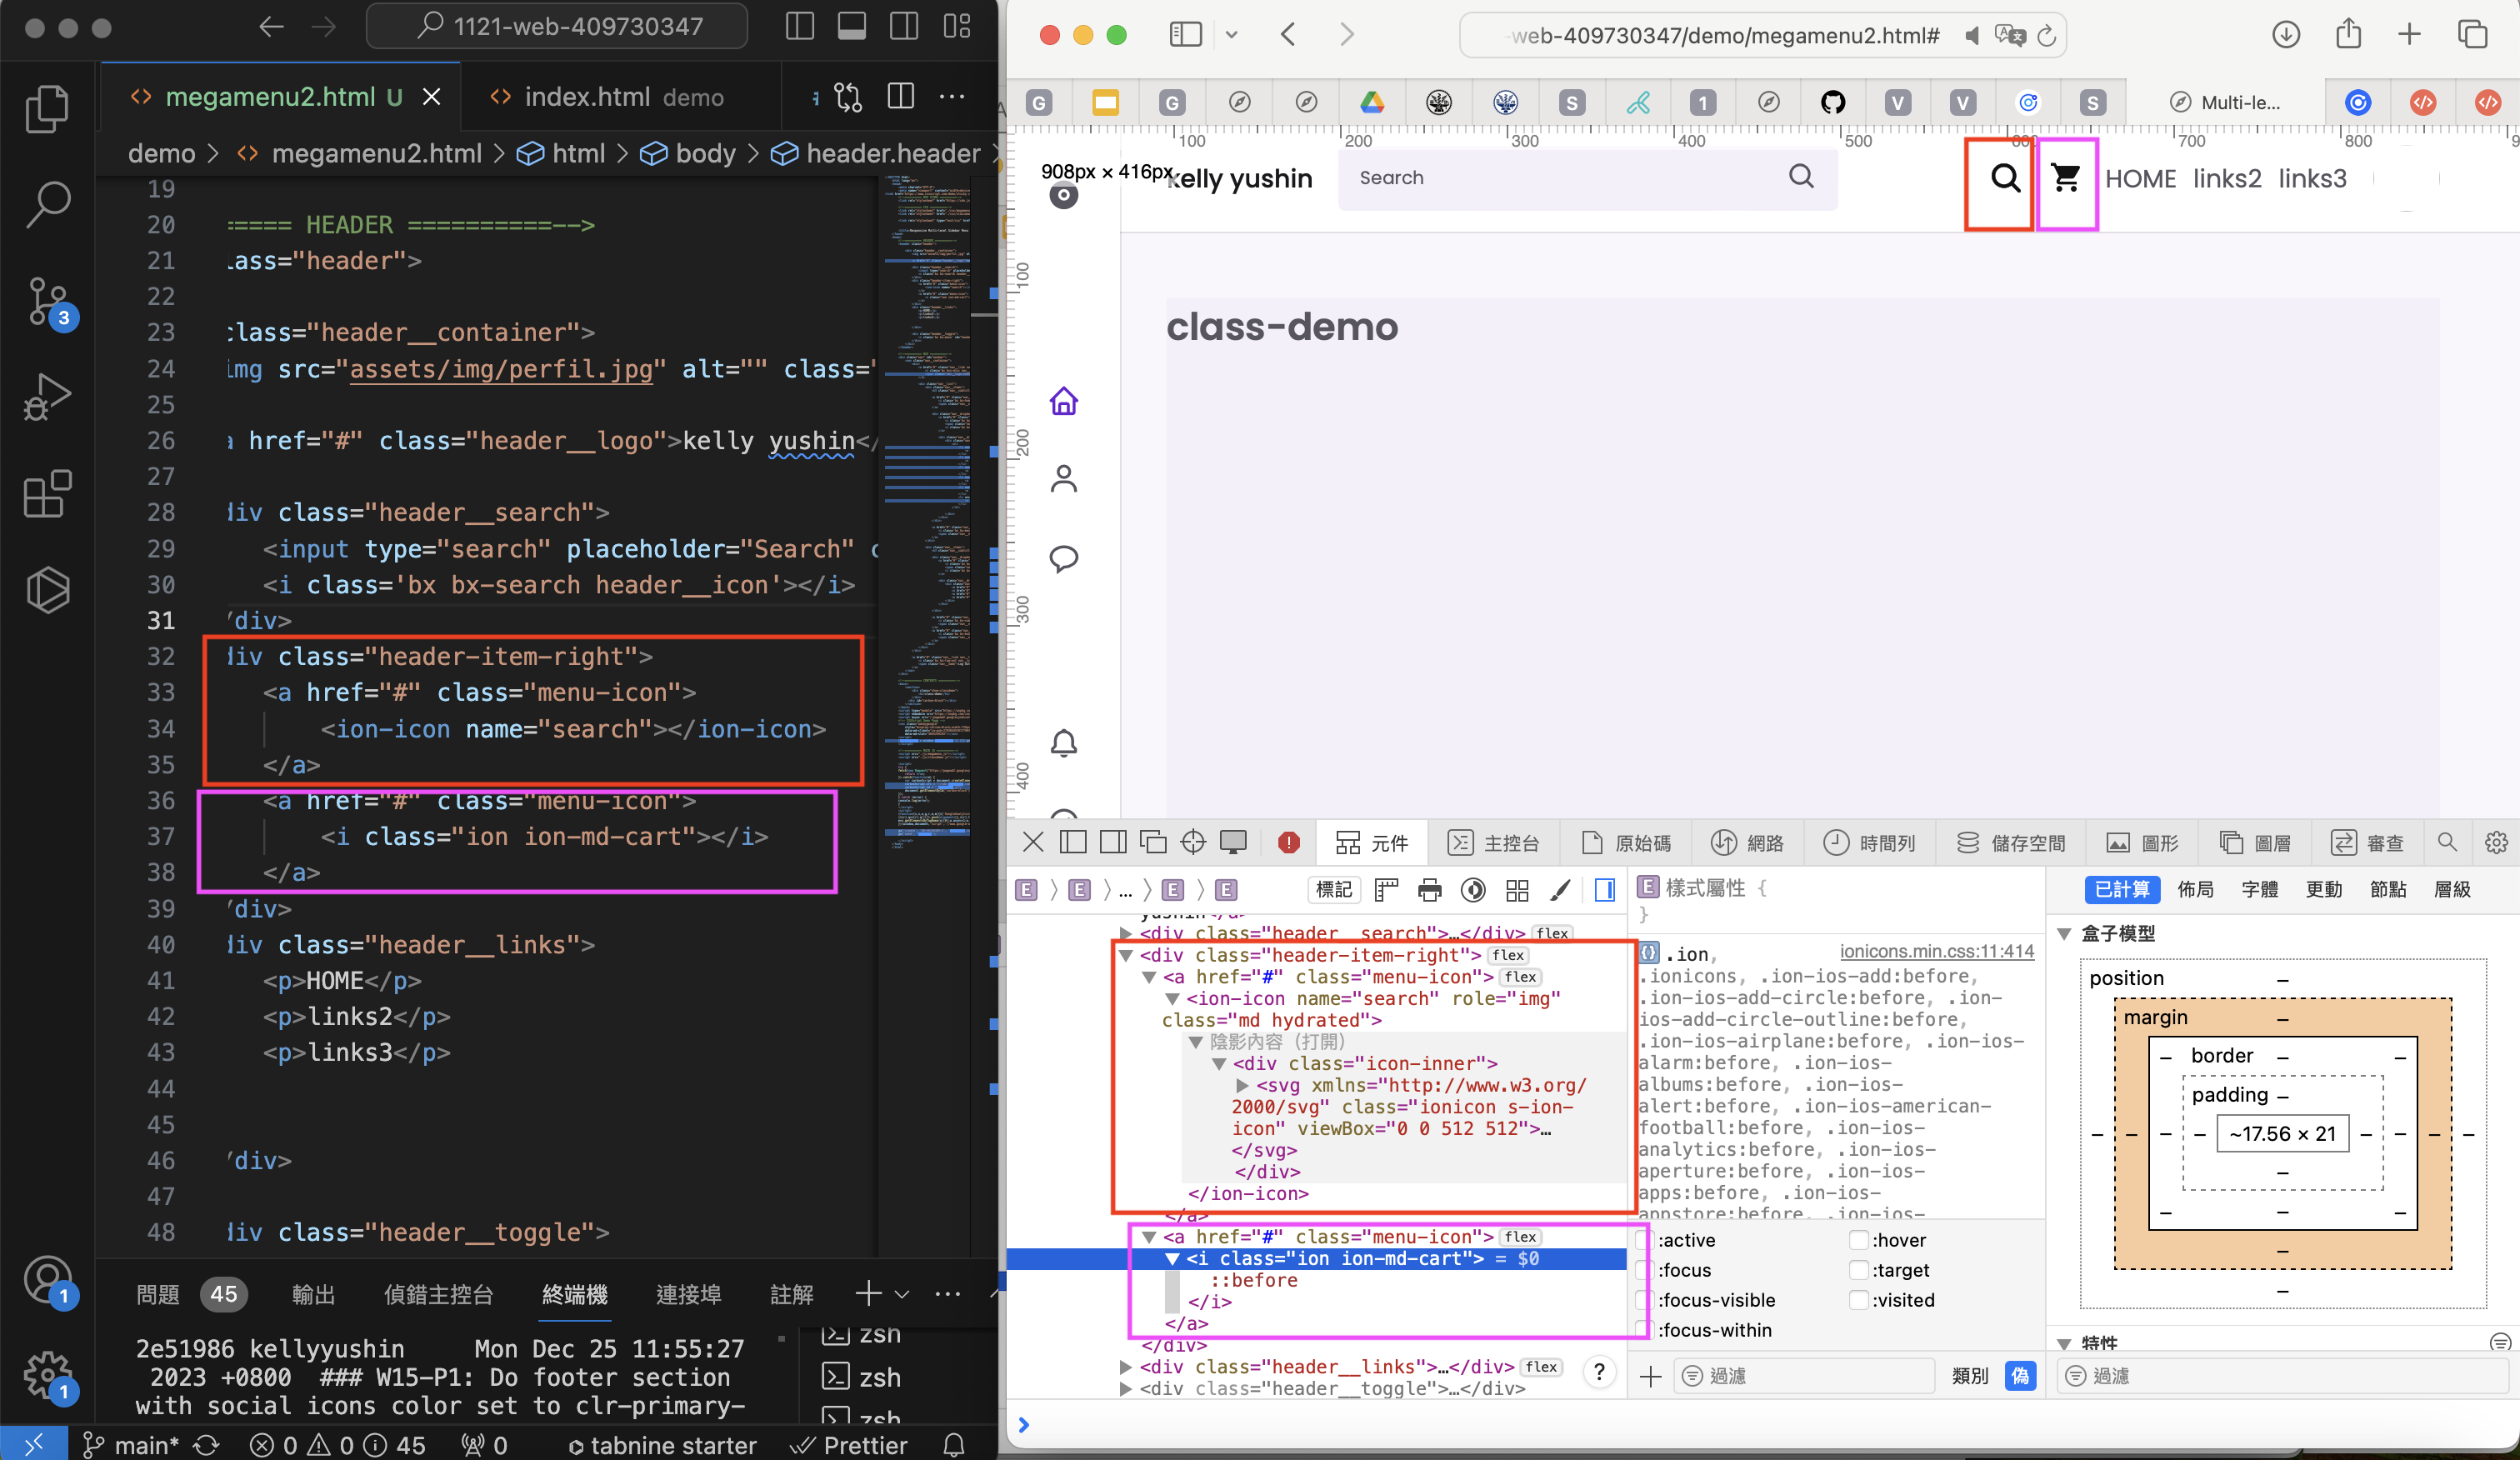 1121-web-409730347
megamenu2.html U
index.html demo
demo > megamenu2.html > html > body > header.header
19
20 ===== HEADER ==========-->
21 lass="header">
22
23 class="header__container">
24 img src="assets/img/perfil.jpg" alt="" class="
25
26 a href="#" class="header__logo">kelly yushin</
27
28 div class="header__search">
29 <input type="search" placeholder="Search" c
30 <i class='bx bx-search header__icon'></i>
31 /div>
32 div class="header-item-right">
33 <a href="#" class="menu-icon">
34 <ion-icon name="search"></ion-icon>
35 </a>
36 <a href="#" class="menu-icon">
37 <i class="ion ion-md-cart"></i>
38 </a>
39 /div>
40 div class="header__links">
41 <p>HOME</p>
42 <p>links2</p>
43 <p>links3</p>
44
45
46 /div>
47
48 div class="header__toggle">
3
1
1
問題 45 輸出 偵錯主控台 終端機 連接埠 註解
2e51986 kellyyushin Mon Dec 25 11:55:27
2023 +0800 ### W15-P1: Do footer section
with social icons color set to clr-primary-
zsh
zsh
zsh
main* 0 0 45 0 tabnine starter Prettier
-web-409730347/demo/megamenu2.html#
G G S 1 V V S Multi-le...
100 200 300 400 500 600 700 800 9
908px × 416px
kelly yushin
Search
HOME links2 links3
100
200
300
400
class-demo
元件 主控台 原始碼 網路 時間列 儲存空間 圖形 圖層 審查
E E ... E E
標記
yushin</a>
<div class="header__search">…</div> flex
<div class="header-item-right"> flex
<a href="#" class="menu-icon"> flex
<ion-icon name="search" role="img"
class="md hydrated">
陰影內容（打開）
<div class="icon-inner">
<svg xmlns="http://www.w3.org/
2000/svg" class="ionicon s-ion-
icon" viewBox="0 0 512 512">…
</svg>
</div>
</ion-icon>
</a>
<a href="#" class="menu-icon"> flex
<i class="ion ion-md-cart"> = $0
::before
</i>
</a>
</div>
<div class="header__links">…</div> flex
<div class="header__toggle">…</div>
?
E 樣式屬性 {
}
.ion, ionicons.min.css:11:414
.ionicons, .ion-ios-add:before,
.ion-ios-add-circle:before, .ion-
ios-add-circle-outline:before,
.ion-ios-airplane:before, .ion-ios-
alarm:before, .ion-ios-
albums:before, .ion-ios-
alert:before, .ion-ios-american-
football:before, .ion-ios-
analytics:before, .ion-ios-
aperture:before, .ion-ios-
apps:before, .ion-ios-
appstore:before, .ion-ios-
:active :hover
:focus :target
:focus-visible :visited
:focus-within
過濾 類別 偽
已計算 佈局 字體 更動 節點 層級
盒子模型
position –
margin –
– border – –
padding –
– – – – ~17.56 × 21 – – – –
–
– – –
–
–
特性
過濾